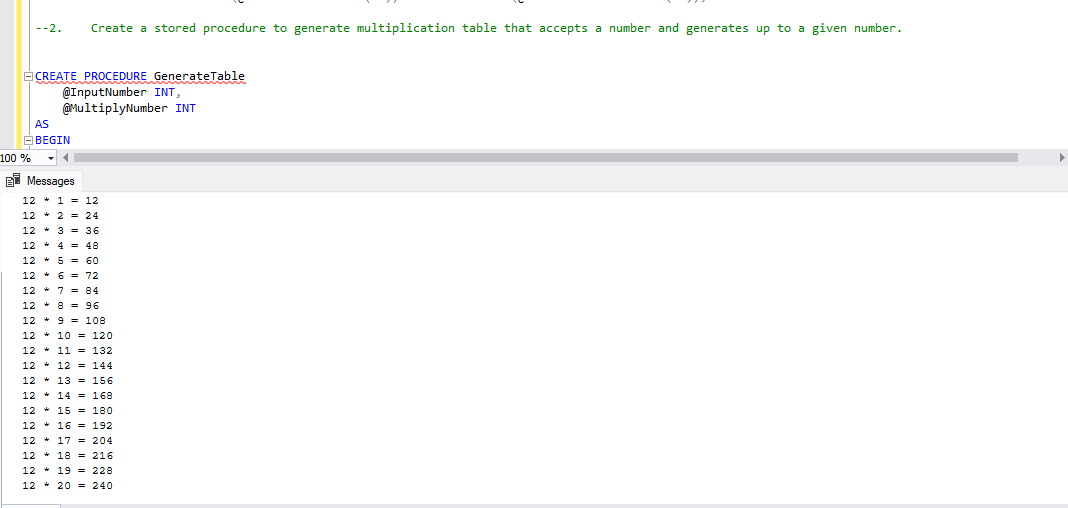 --2. Create a stored procedure to generate multiplication table that accepts a number and generates up to a given number.
CREATE PROCEDURE GenerateTable
@InputNumber INT,
@MultiplyNumber INT
AS
BEGIN
100 %
Messages
12 * 1 = 12
12 * 2 = 24
12 * 3 = 36
12 * 4 = 48
12 * 5 = 60
12 * 6 = 72
12 * 7 = 84
12 * 8 = 96
12 * 9 = 108
12 * 10 = 120
12 * 11 = 132
12 * 12 = 144
12 * 13 = 156
12 * 14 = 168
12 * 15 = 180
12 * 16 = 192
12 * 17 = 204
12 * 18 = 216
12 * 19 = 228
12 * 20 = 240